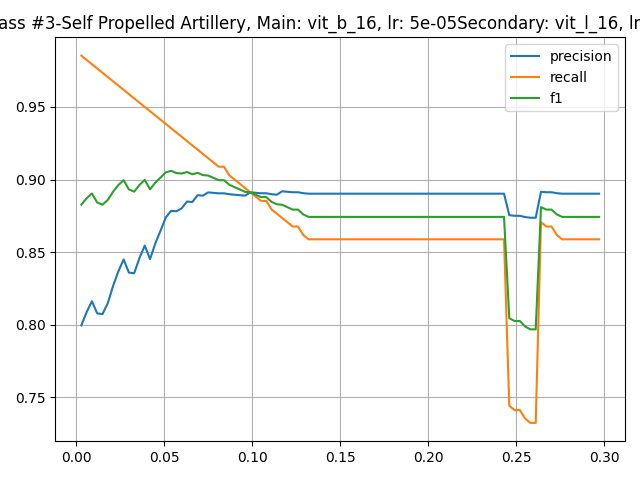 ass #3-Self Propelled Artillery, Main: vit_b_16, lr: 5e-05Secondary: vit_l_16, lr
precision
recall
f1
0.95
0.90
0.85
0.80
0.75
0.00 0.05 0.10 0.15 0.20 0.25 0.30